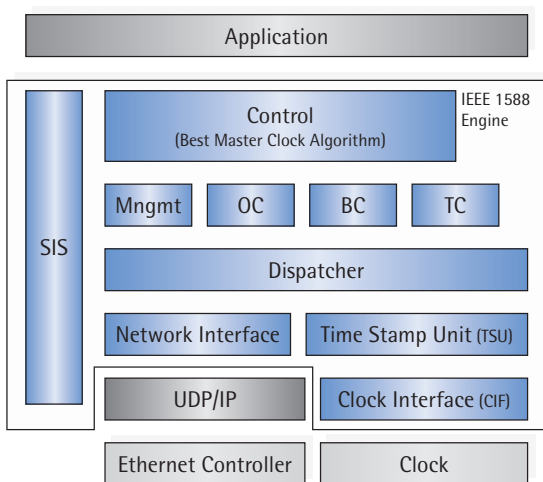 Application
IEEE 1588
Engine
Control
(Best Master Clock Algorithm)
Mngmt
OC
BC
TC
SIS
Dispatcher
Network Interface
Time Stamp Unit (TSU)
UDP/IP
Clock Interface (CIF)
Ethernet Controller
Clock